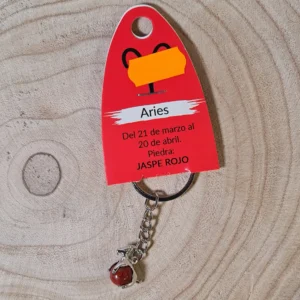 Aries
Del 21 de marzo al
20 de abril.
Piedra:
JASPE ROJO